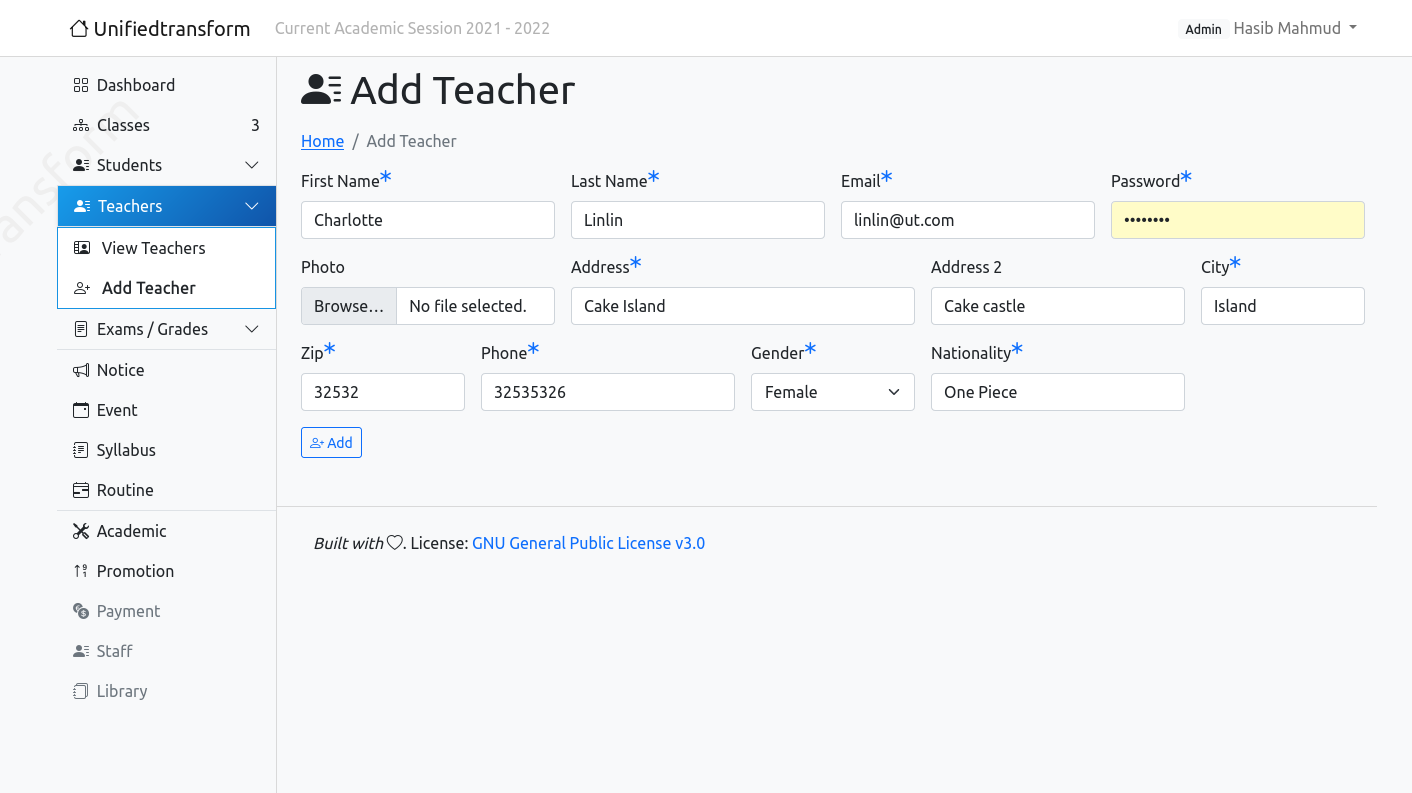 Unifiedtransform
Current Academic Session 2021 - 2022
Admin Hasib Mahmud
Dashboard
Classes 3
Students
Teachers
View Teachers
Add Teacher
Exams / Grades
Notice
Event
Syllabus
Routine
Academic
Promotion
Payment
Staff
Library
Add Teacher
Home / Add Teacher
First Name* Last Name* Email* Password*
Charlotte Linlin linlin@ut.com ••••••••
Photo Address* Address 2 City*
Browse... No file selected. Cake Island Cake castle Island
Zip* Phone* Gender* Nationality*
32532 32535326 Female One Piece
Add
Built with ♡. License: GNU General Public License v3.0